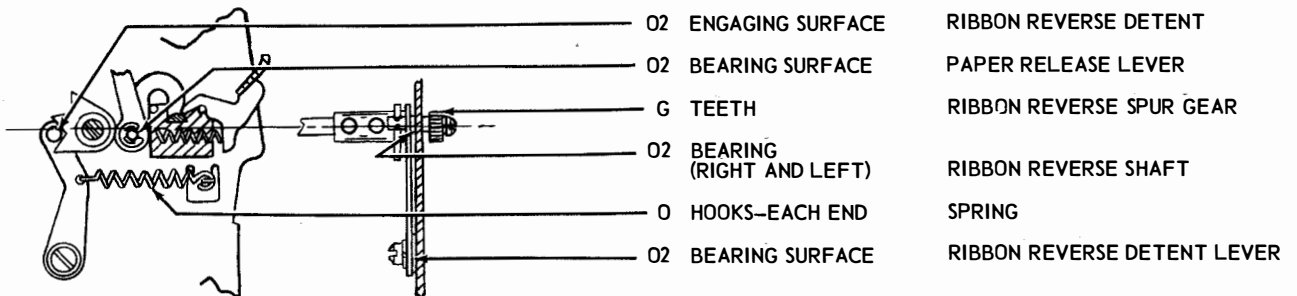 O2 ENGAGING SURFACE RIBBON REVERSE DETENT
O2 BEARING SURFACE PAPER RELEASE LEVER
G TEETH RIBBON REVERSE SPUR GEAR
O2 BEARING
(RIGHT AND LEFT) RIBBON REVERSE SHAFT
O HOOKS–EACH END SPRING
O2 BEARING SURFACE RIBBON REVERSE DETENT LEVER